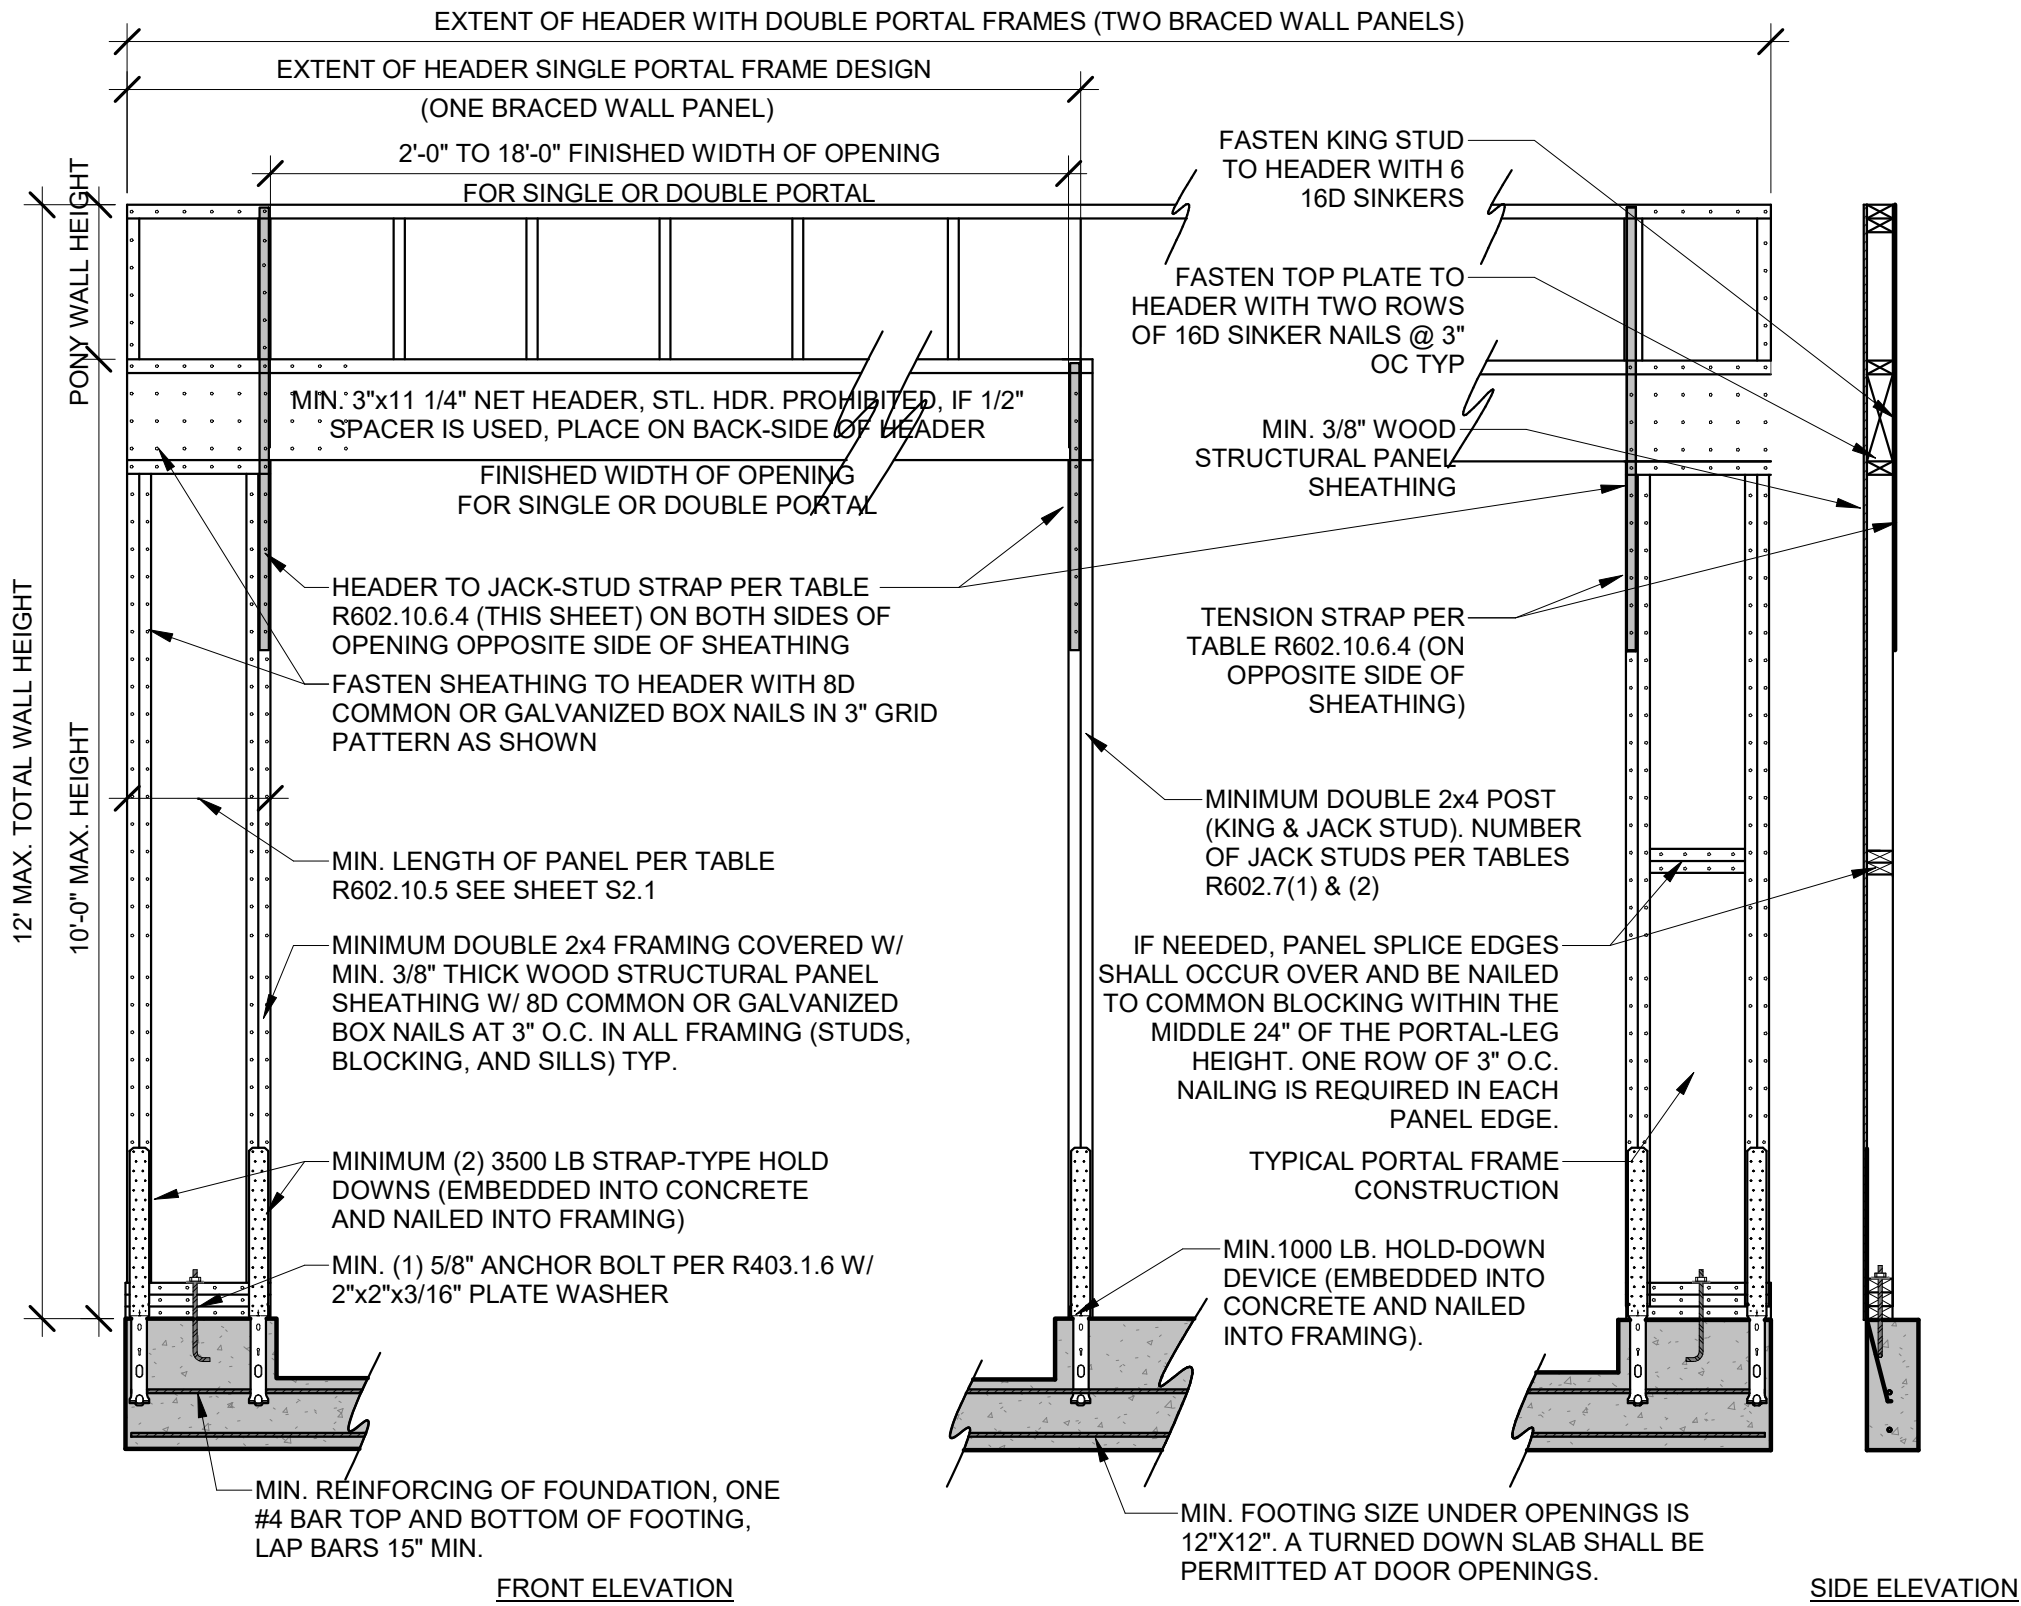 EXTENT OF HEADER WITH DOUBLE PORTAL FRAMES (TWO BRACED WALL PANELS)
EXTENT OF HEADER SINGLE PORTAL FRAME DESIGN
(ONE BRACED WALL PANEL)
2'-0" TO 18'-0" FINISHED WIDTH OF OPENING
FOR SINGLE OR DOUBLE PORTAL
FASTEN KING STUD
TO HEADER WITH 6
16D SINKERS
PONY WALL HEIGHT
FASTEN TOP PLATE TO
HEADER WITH TWO ROWS
OF 16D SINKER NAILS @ 3"
OC TYP
MIN. 3"x11 1/4" NET HEADER, STL. HDR. PROHIBITED, IF 1/2"
SPACER IS USED, PLACE ON BACK-SIDE OF HEADER
MIN. 3/8" WOOD
STRUCTURAL PANEL
SHEATHING
FINISHED WIDTH OF OPENING
FOR SINGLE OR DOUBLE PORTAL
12' MAX. TOTAL WALL HEIGHT
10'-0" MAX. HEIGHT
HEADER TO JACK-STUD STRAP PER TABLE
R602.10.6.4 (THIS SHEET) ON BOTH SIDES OF
OPENING OPPOSITE SIDE OF SHEATHING
TENSION STRAP PER
TABLE R602.10.6.4 (ON
OPPOSITE SIDE OF
SHEATHING)
FASTEN SHEATHING TO HEADER WITH 8D
COMMON OR GALVANIZED BOX NAILS IN 3" GRID
PATTERN AS SHOWN
MINIMUM DOUBLE 2x4 POST
(KING & JACK STUD). NUMBER
OF JACK STUDS PER TABLES
R602.7(1) & (2)
MIN. LENGTH OF PANEL PER TABLE
R602.10.5 SEE SHEET S2.1
MINIMUM DOUBLE 2x4 FRAMING COVERED W/
MIN. 3/8" THICK WOOD STRUCTURAL PANEL
SHEATHING W/ 8D COMMON OR GALVANIZED
BOX NAILS AT 3" O.C. IN ALL FRAMING (STUDS,
BLOCKING, AND SILLS) TYP.
IF NEEDED, PANEL SPLICE EDGES
SHALL OCCUR OVER AND BE NAILED
TO COMMON BLOCKING WITHIN THE
MIDDLE 24" OF THE PORTAL-LEG
HEIGHT. ONE ROW OF 3" O.C.
NAILING IS REQUIRED IN EACH
PANEL EDGE.
MINIMUM (2) 3500 LB STRAP-TYPE HOLD
DOWNS (EMBEDDED INTO CONCRETE
AND NAILED INTO FRAMING)
TYPICAL PORTAL FRAME
CONSTRUCTION
MIN. (1) 5/8" ANCHOR BOLT PER R403.1.6 W/
2"x2"x3/16" PLATE WASHER
MIN.1000 LB. HOLD-DOWN
DEVICE (EMBEDDED INTO
CONCRETE AND NAILED
INTO FRAMING).
MIN. REINFORCING OF FOUNDATION, ONE
#4 BAR TOP AND BOTTOM OF FOOTING,
LAP BARS 15" MIN.
MIN. FOOTING SIZE UNDER OPENINGS IS
12"X12". A TURNED DOWN SLAB SHALL BE
PERMITTED AT DOOR OPENINGS.
FRONT ELEVATION
SIDE ELEVATION